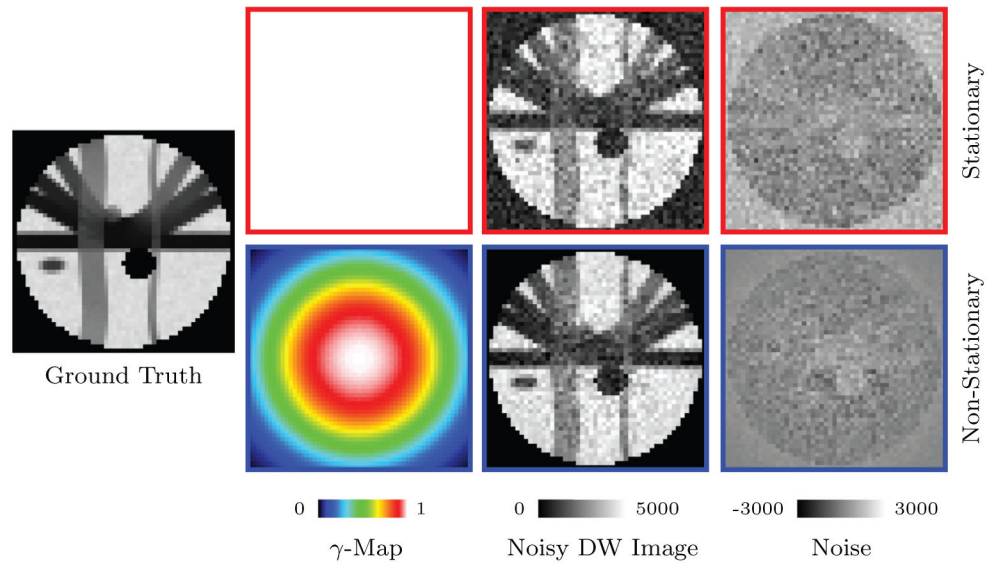 Stationary
Non-Stationary
Ground Truth
0 1
γ-Map
0 5000
Noisy DW Image
-3000 3000
Noise